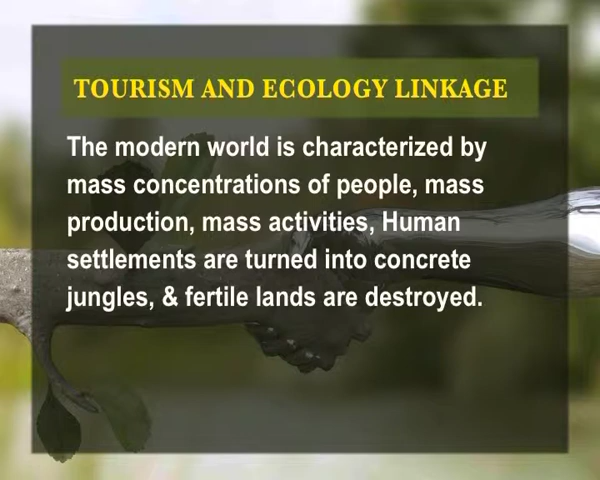 TOURISM AND ECOLOGY LINKAGE
The modern world is characterized by
mass concentrations of people, mass
production, mass activities, Human
settlements are turned into concrete
jungles, & fertile lands are destroyed.